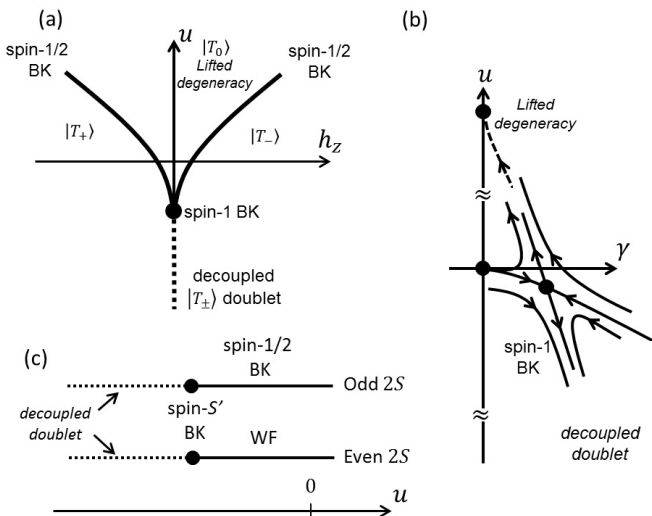 (a)
u
|T₀⟩
Lifted
degeneracy
spin-1/2
BK
spin-1/2
BK
|T₊⟩
|T₋⟩
h_z
spin-1 BK
decoupled
|T±⟩ doublet
(b)
u
Lifted
degeneracy
≈
γ
spin-1
BK
≈
decoupled
doublet
(c)
spin-1/2
BK
Odd 2S
decoupled
doublet
spin-S'
BK
WF
Even 2S
0
u